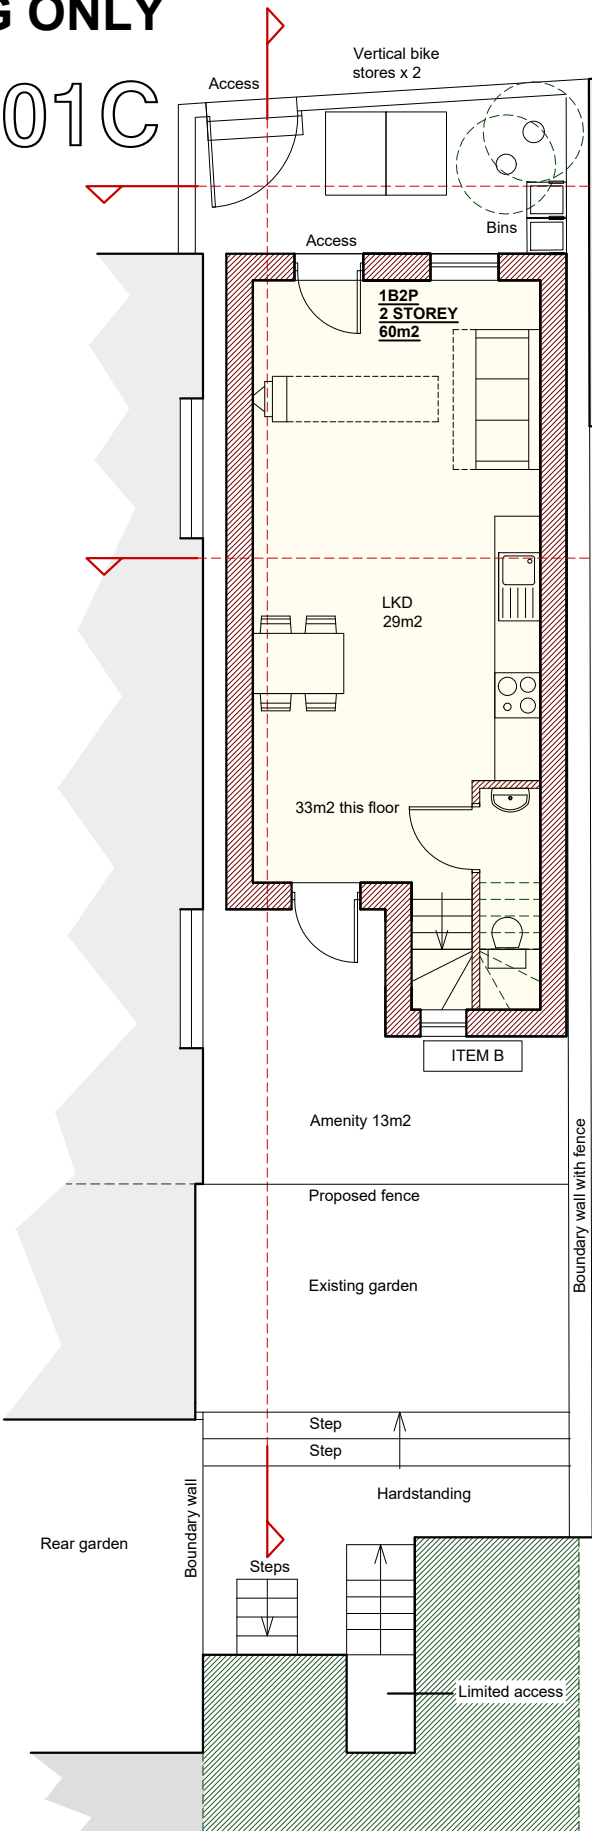 G ONLY
01C
Vertical bike
stores x 2
Access
Bins
Access
1B2P
2 STOREY
60m2
LKD
29m2
33m2 this floor
ITEM B
Amenity 13m2
Boundary wall with fence
Proposed fence
Existing garden
Step
Step
Hardstanding
Boundary wall
Rear garden
Steps
Limited access